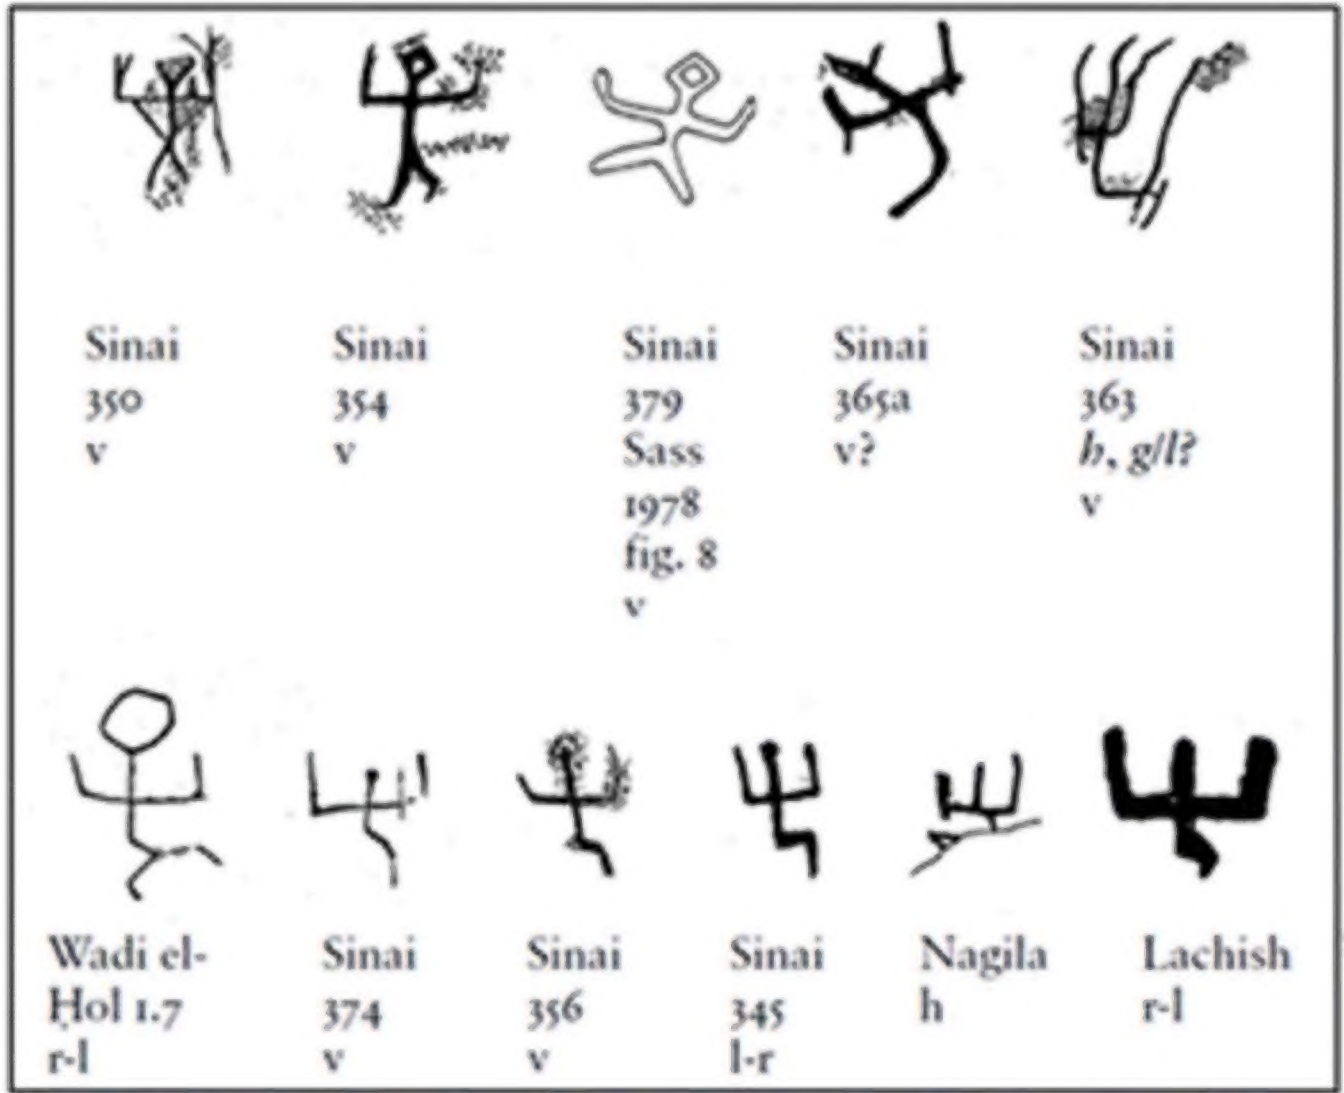 Sinai
350
v
Sinai
354
v
Sinai
379
Sass
1978
fig. 8
v
Sinai
365a
v?
Sinai
363
h, g/l?
v
Wadi el-
Ḥol 1.7
r-l
Sinai
374
v
Sinai
356
v
Sinai
345
l-r
Nagila
h
Lachish
r-l